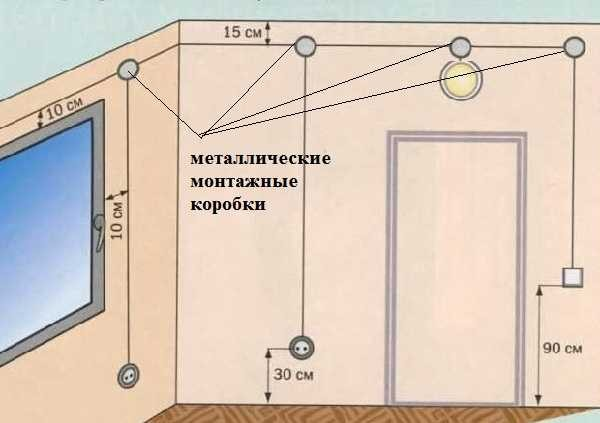 15 см
10 см
металлические
монтажные
коробки
10 см
30 см
90 см